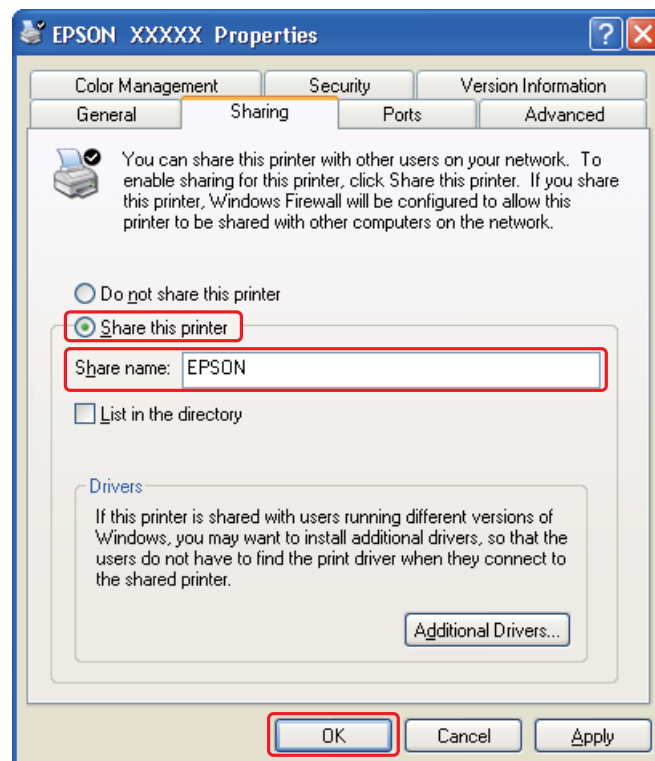 EPSON XXXXX Properties
Color Management Security Version Information
General Sharing Ports Advanced
You can share this printer with other users on your network. To
enable sharing for this printer, click Share this printer. If you share
this printer, Windows Firewall will be configured to allow this
printer to be shared with other computers on the network.
Do not share this printer
Share this printer
Share name: EPSON
List in the directory
Drivers
If this printer is shared with users running different versions of
Windows, you may want to install additional drivers, so that the
users do not have to find the print driver when they connect to
the shared printer.
Additional Drivers...
OK Cancel Apply